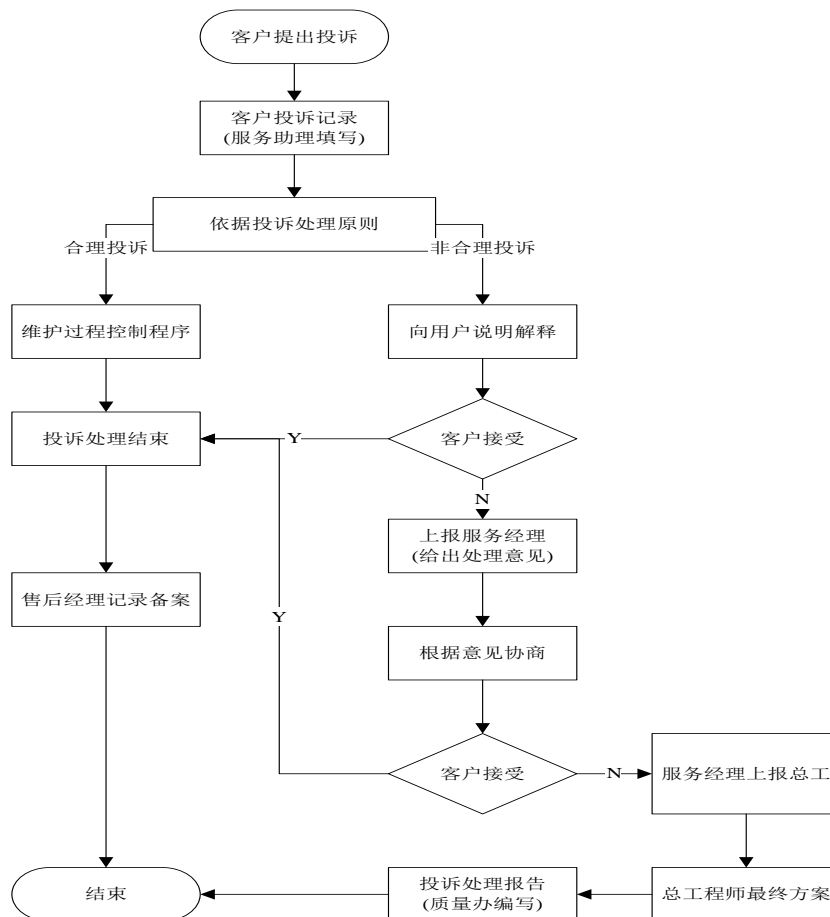 客户提出投诉
客户投诉记录
(服务助理填写)
依据投诉处理原则
合理投诉
非合理投诉
维护过程控制程序
向用户说明解释
投诉处理结束
Y
客户接受
N
上报服务经理
(给出处理意见)
售后经理记录备案
Y
根据意见协商
客户接受
N
服务经理上报总工
结束
投诉处理报告
(质量办编写)
总工程师最终方案